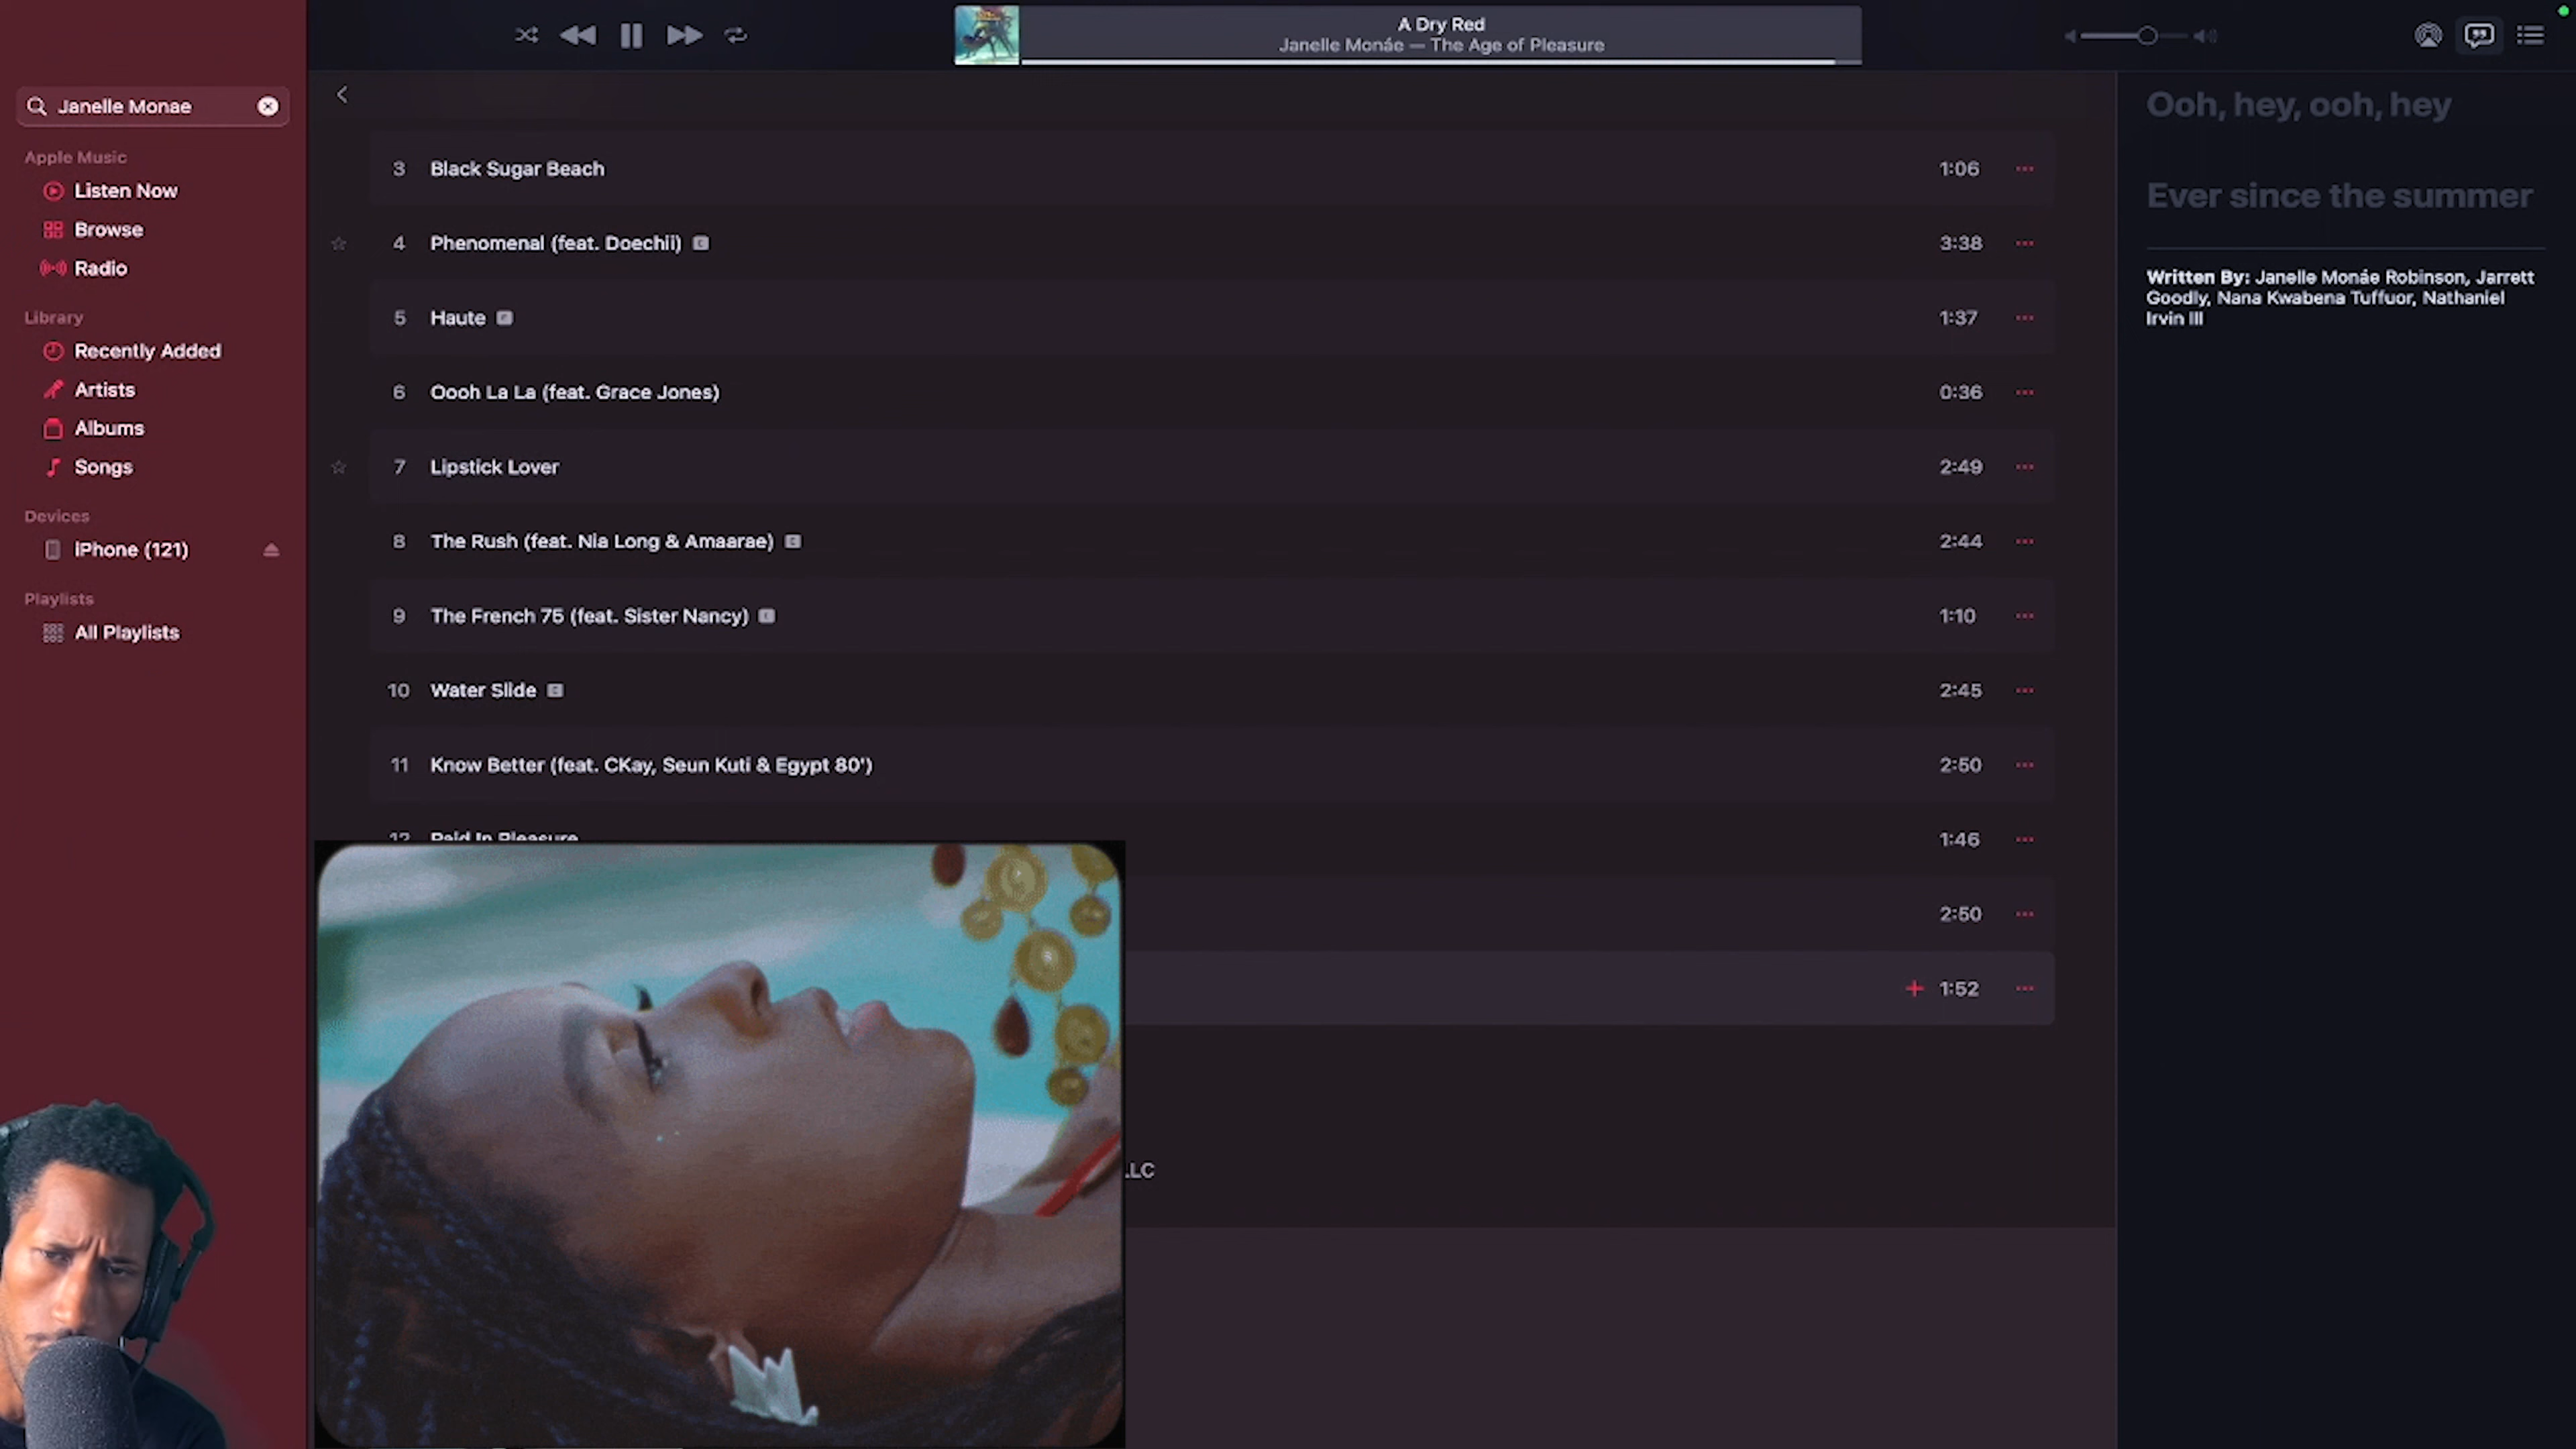 A Dry Red
Janelle Monáe — The Age of Pleasure
Janelle Monae
Apple Music
Listen Now
Browse
Radio
Library
Recently Added
Artists
Albums
Songs
Devices
iPhone (121)
Playlists
All Playlists
3 Black Sugar Beach 1:06
4 Phenomenal (feat. Doechii) E 3:38
5 Haute E 1:37
6 Oooh La La (feat. Grace Jones) 0:36
7 Lipstick Lover 2:49
8 The Rush (feat. Nia Long & Amaarae) E 2:44
9 The French 75 (feat. Sister Nancy) E 1:10
10 Water Slide E 2:45
11 Know Better (feat. CKay, Seun Kuti & Egypt 80') 2:50
12 Paid In Pleasure 1:46
2:50
1:52
LLC
Ooh, hey, ooh, hey
Ever since the summer
Written By: Janelle Monáe Robinson, Jarrett
Goodly, Nana Kwabena Tuffuor, Nathaniel
Irvin III